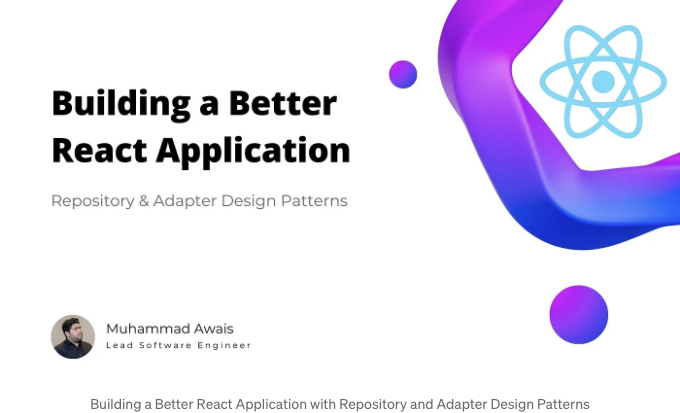 Building a Better
React Application
Repository & Adapter Design Patterns
Muhammad Awais
Lead Software Engineer
Building a Better React Application with Repository and Adapter Design Patterns